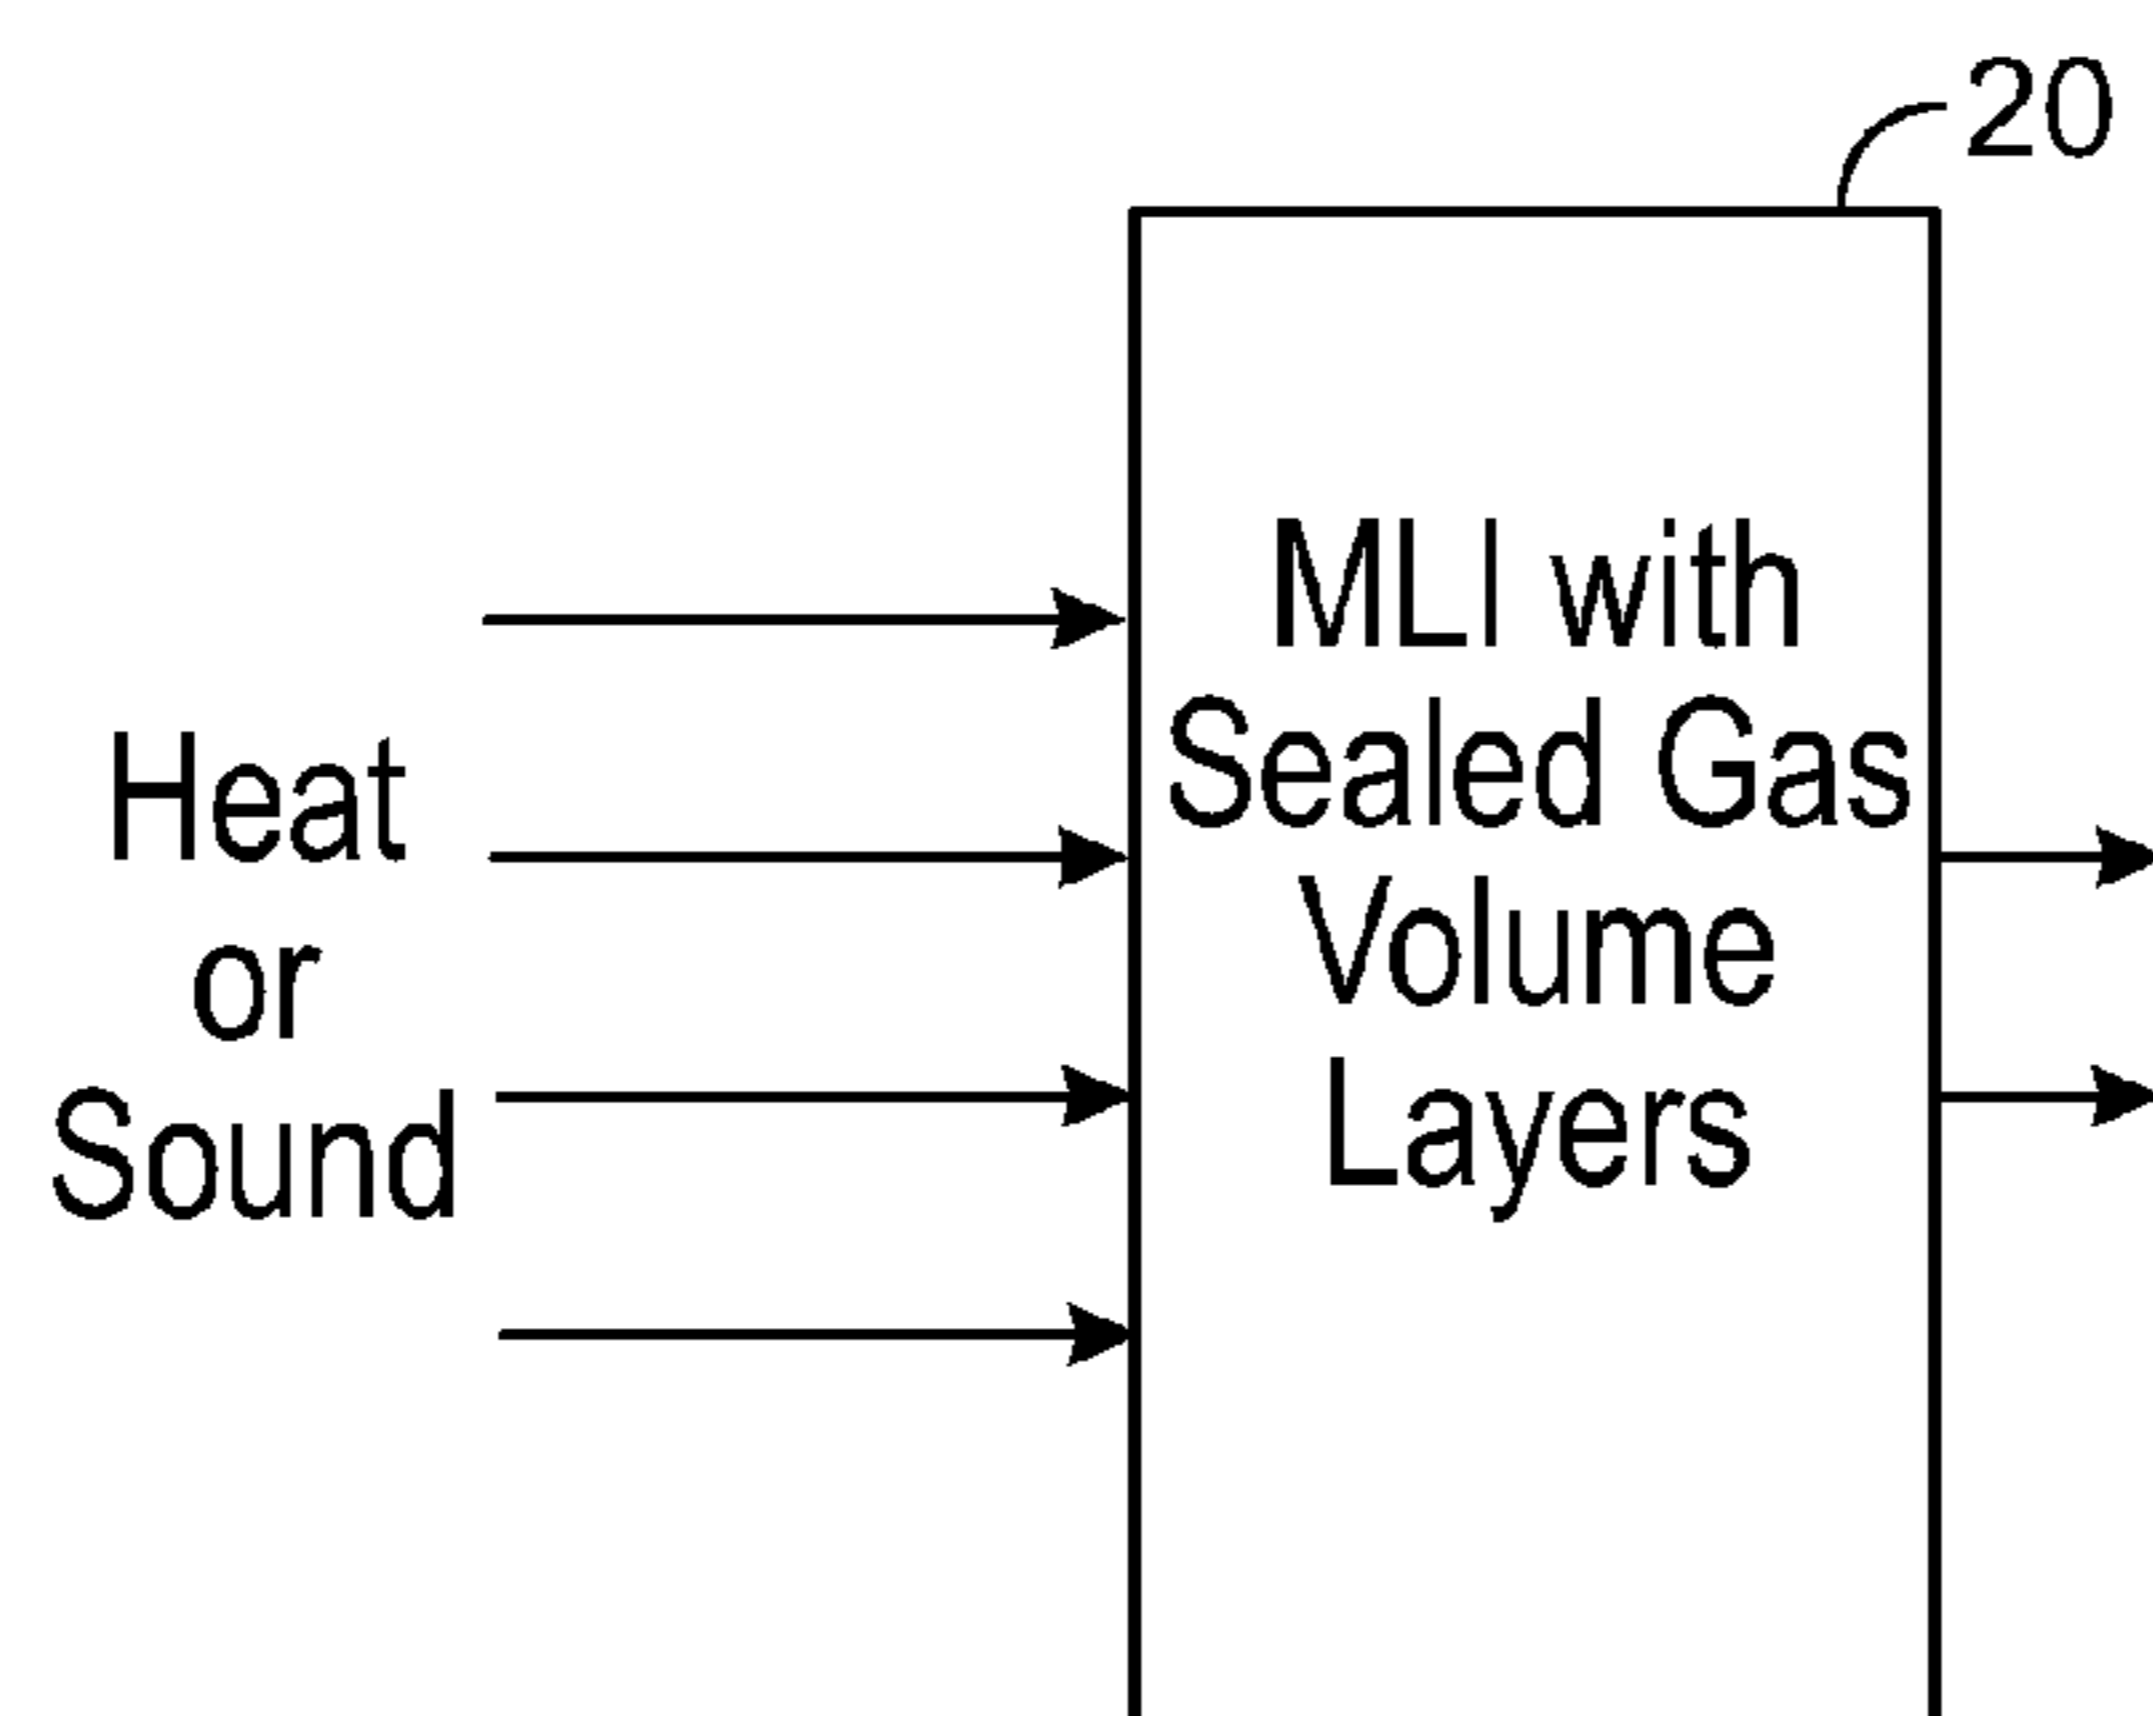 20
MLI with
Sealed Gas
Volume
Layers
Heat
or
Sound